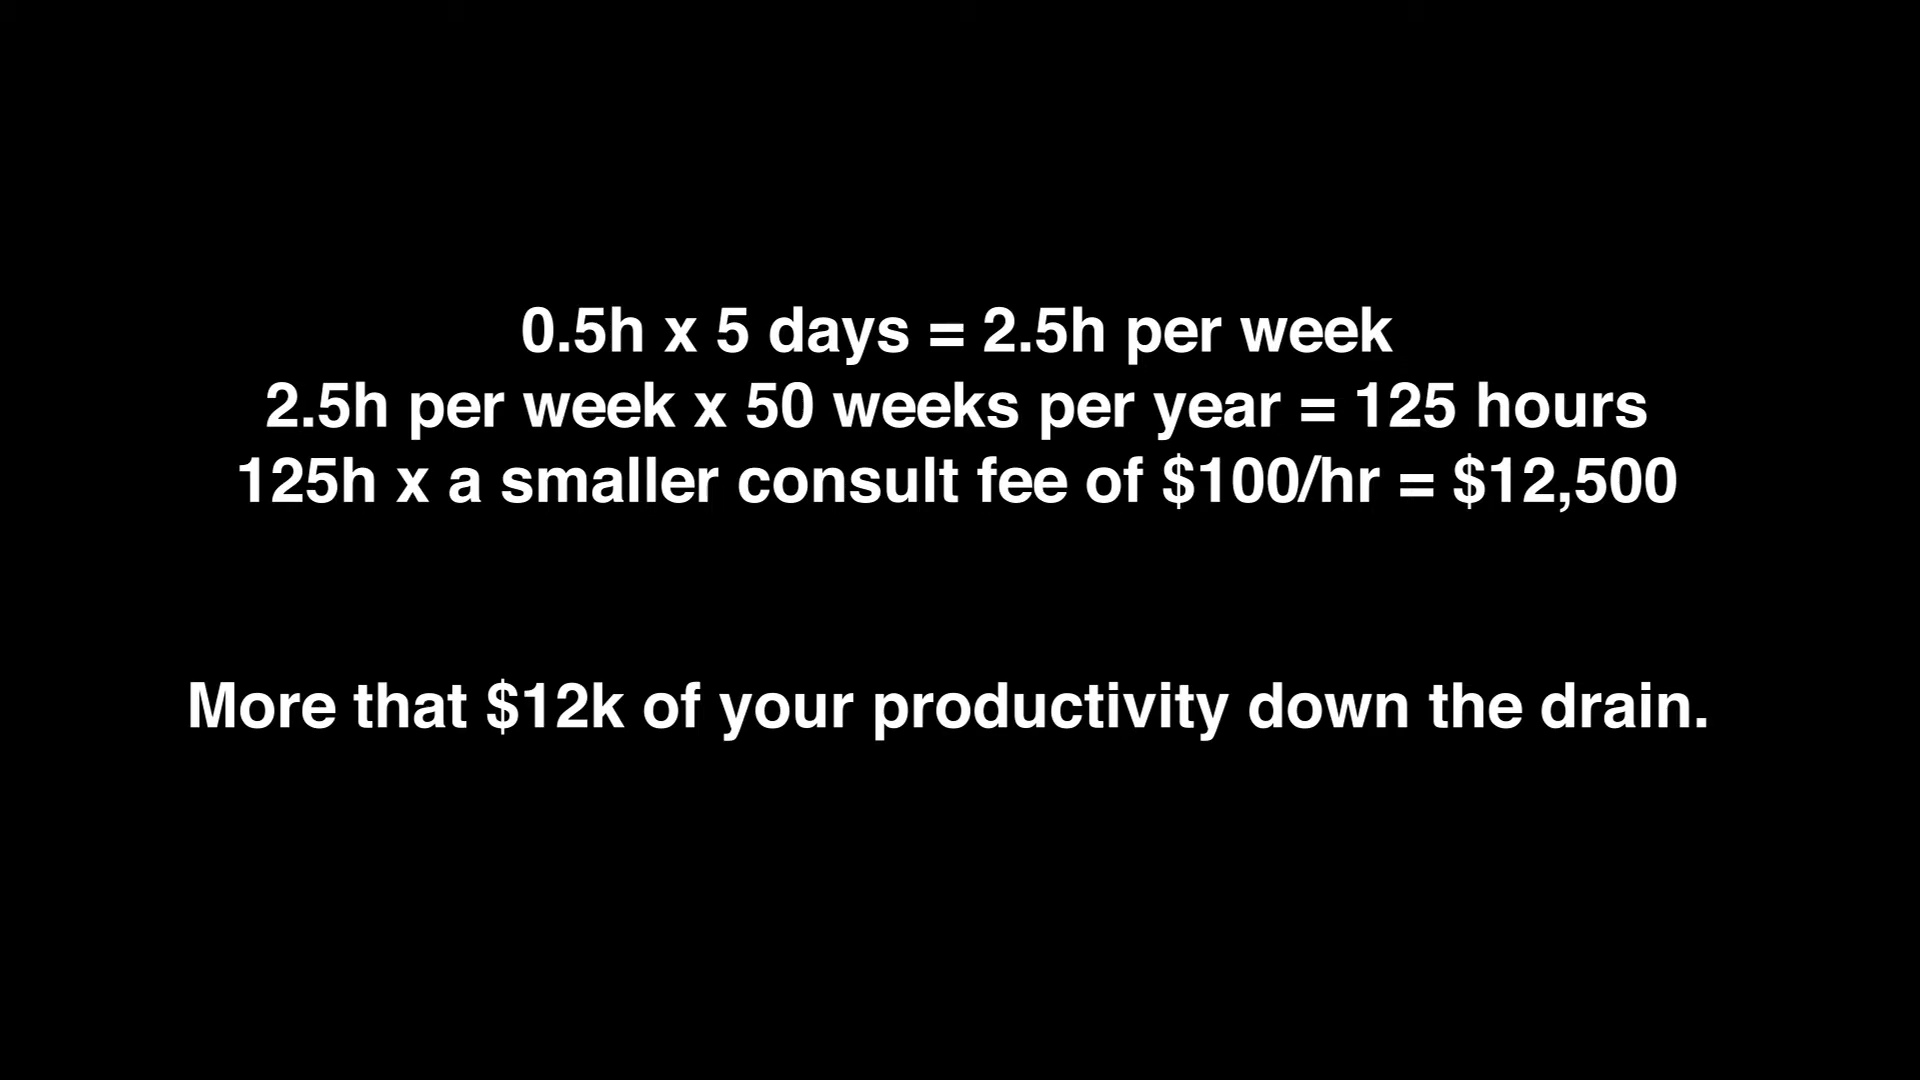 0.5h x 5 days = 2.5h per week
2.5h per week x 50 weeks per year = 125 hours
125h x a smaller consult fee of $100/hr = $12,500
More that $12k of your productivity down the drain.